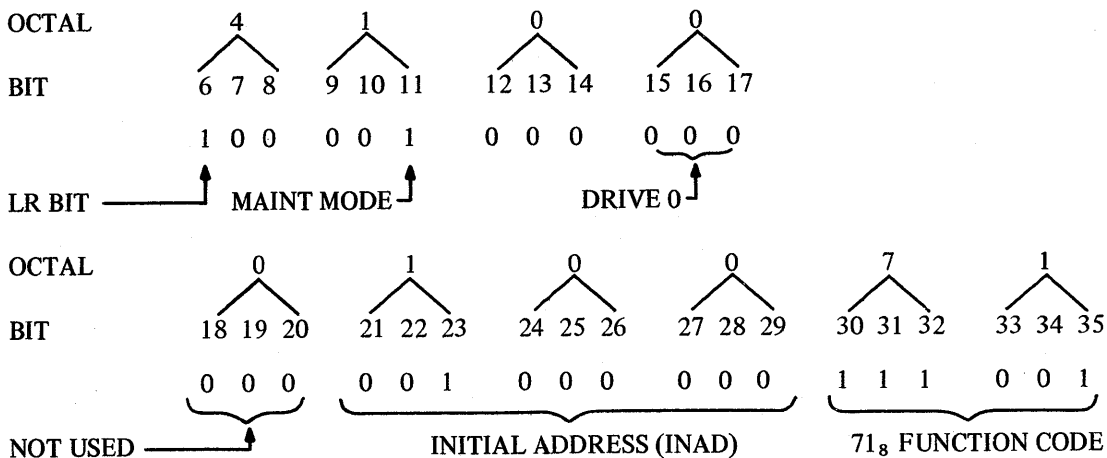 OCTAL 4 1 0 0
BIT 6 7 8 9 10 11 12 13 14 15 16 17
1 0 0 0 0 1 0 0 0 0 0 0
LR BIT MAINT MODE DRIVE 0
OCTAL 0 1 0 0 7 1
BIT 18 19 20 21 22 23 24 25 26 27 28 29 30 31 32 33 34 35
0 0 0 0 0 1 0 0 0 0 0 0 1 1 1 0 0 1
NOT USED INITIAL ADDRESS (INAD) 71₈ FUNCTION CODE